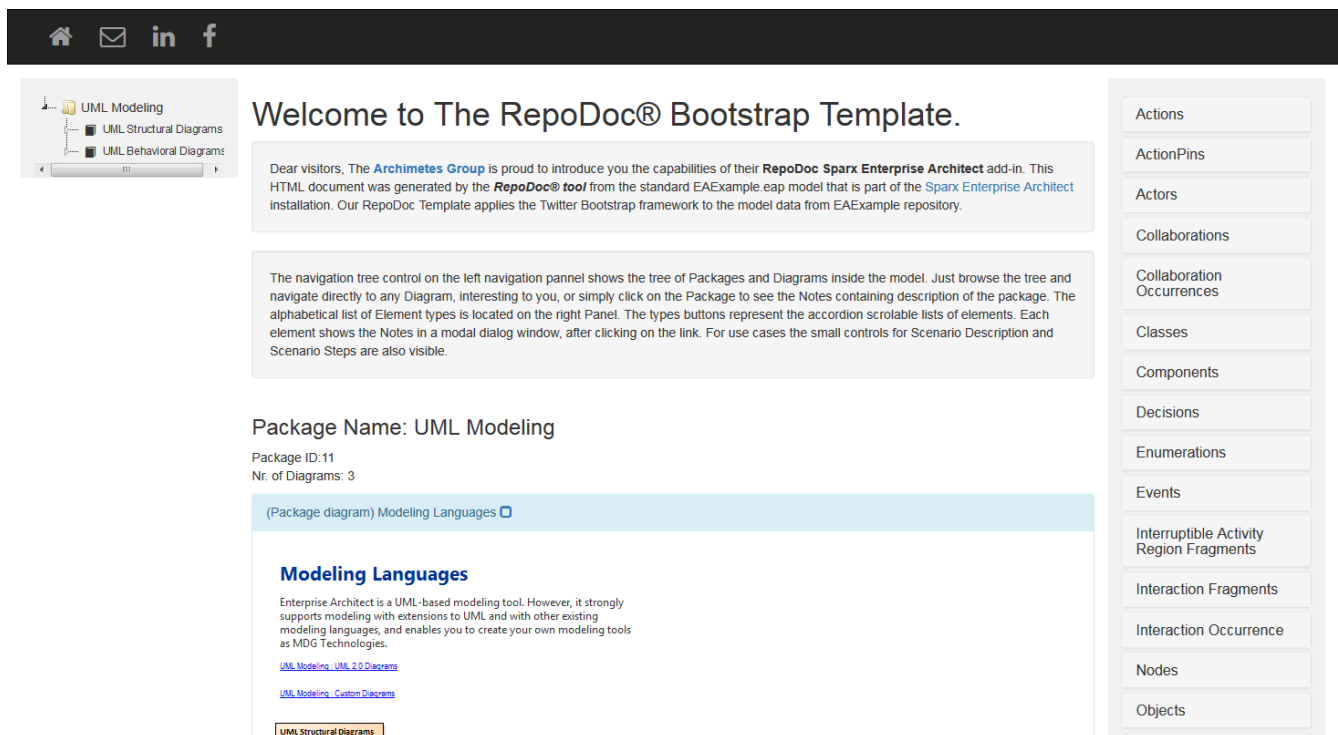 UML Modeling
UML Structural Diagrams
UML Behavioral Diagrams
Welcome to The RepoDoc® Bootstrap Template.
Dear visitors, The Archimetes Group is proud to introduce you the capabilities of their RepoDoc Sparx Enterprise Architect add-in. This
HTML document was generated by the RepoDoc® tool from the standard EAExample.eap model that is part of the Sparx Enterprise Architect
installation. Our RepoDoc Template applies the Twitter Bootstrap framework to the model data from EAExample repository.
The navigation tree control on the left navigation pannel shows the tree of Packages and Diagrams inside the model. Just browse the tree and
navigate directly to any Diagram, interesting to you, or simply click on the Package to see the Notes containing description of the package. The
alphabetical list of Element types is located on the right Panel. The types buttons represent the accordion scrolable lists of elements. Each
element shows the Notes in a modal dialog window, after clicking on the link. For use cases the small controls for Scenario Description and
Scenario Steps are also visible.
Package Name: UML Modeling
Package ID:11
Nr. of Diagrams: 3
(Package diagram) Modeling Languages
Modeling Languages
Enterprise Architect is a UML-based modeling tool. However, it strongly
supports modeling with extensions to UML and with other existing
modeling languages, and enables you to create your own modeling tools
as MDG Technologies.
UML Modeling : UML 2.0 Diagrams
UML Modeling : Custom Diagrams
UML Structural Diagrams
Actions
ActionPins
Actors
Collaborations
Collaboration
Occurrences
Classes
Components
Decisions
Enumerations
Events
Interruptible Activity
Region Fragments
Interaction Fragments
Interaction Occurrence
Nodes
Objects